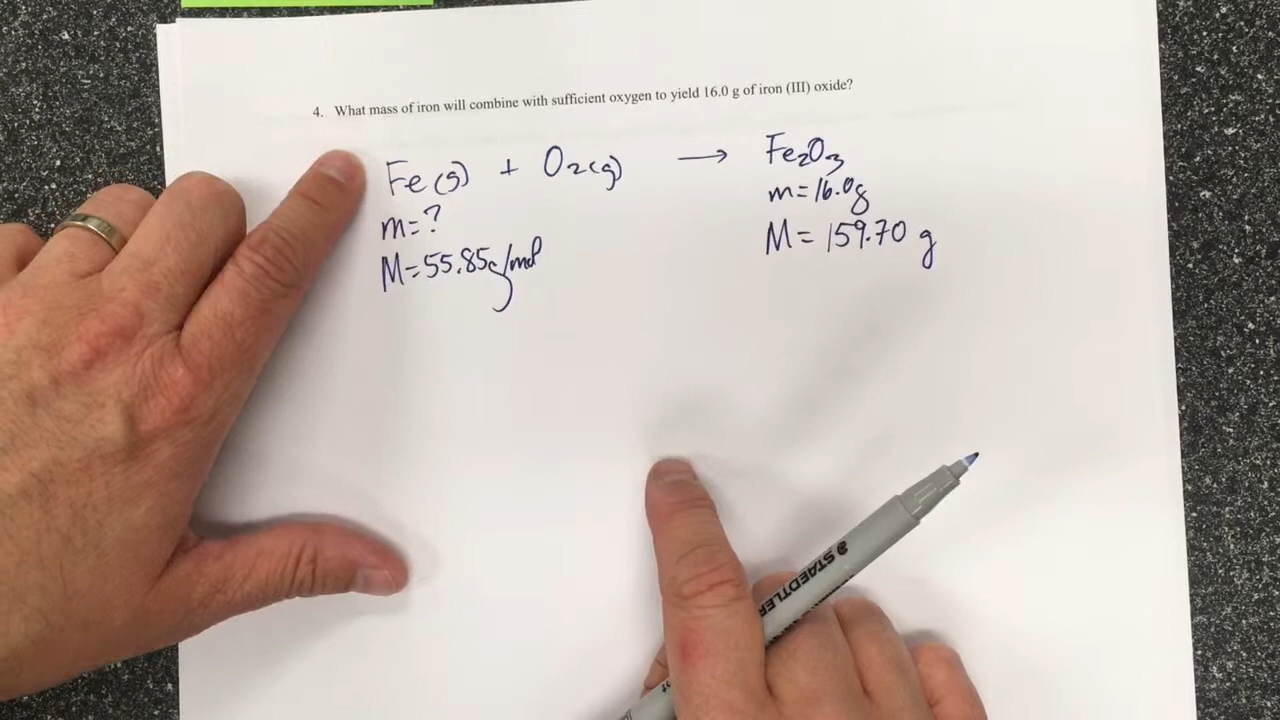 4. What mass of iron will combine with sufficient oxygen to yield 16.0 g of iron (III) oxide?
Fe(s) + O2(g) → Fe2O3
m=?
m=16.0g
M=55.85g/mol
M=159.70 g
STAEDTLER